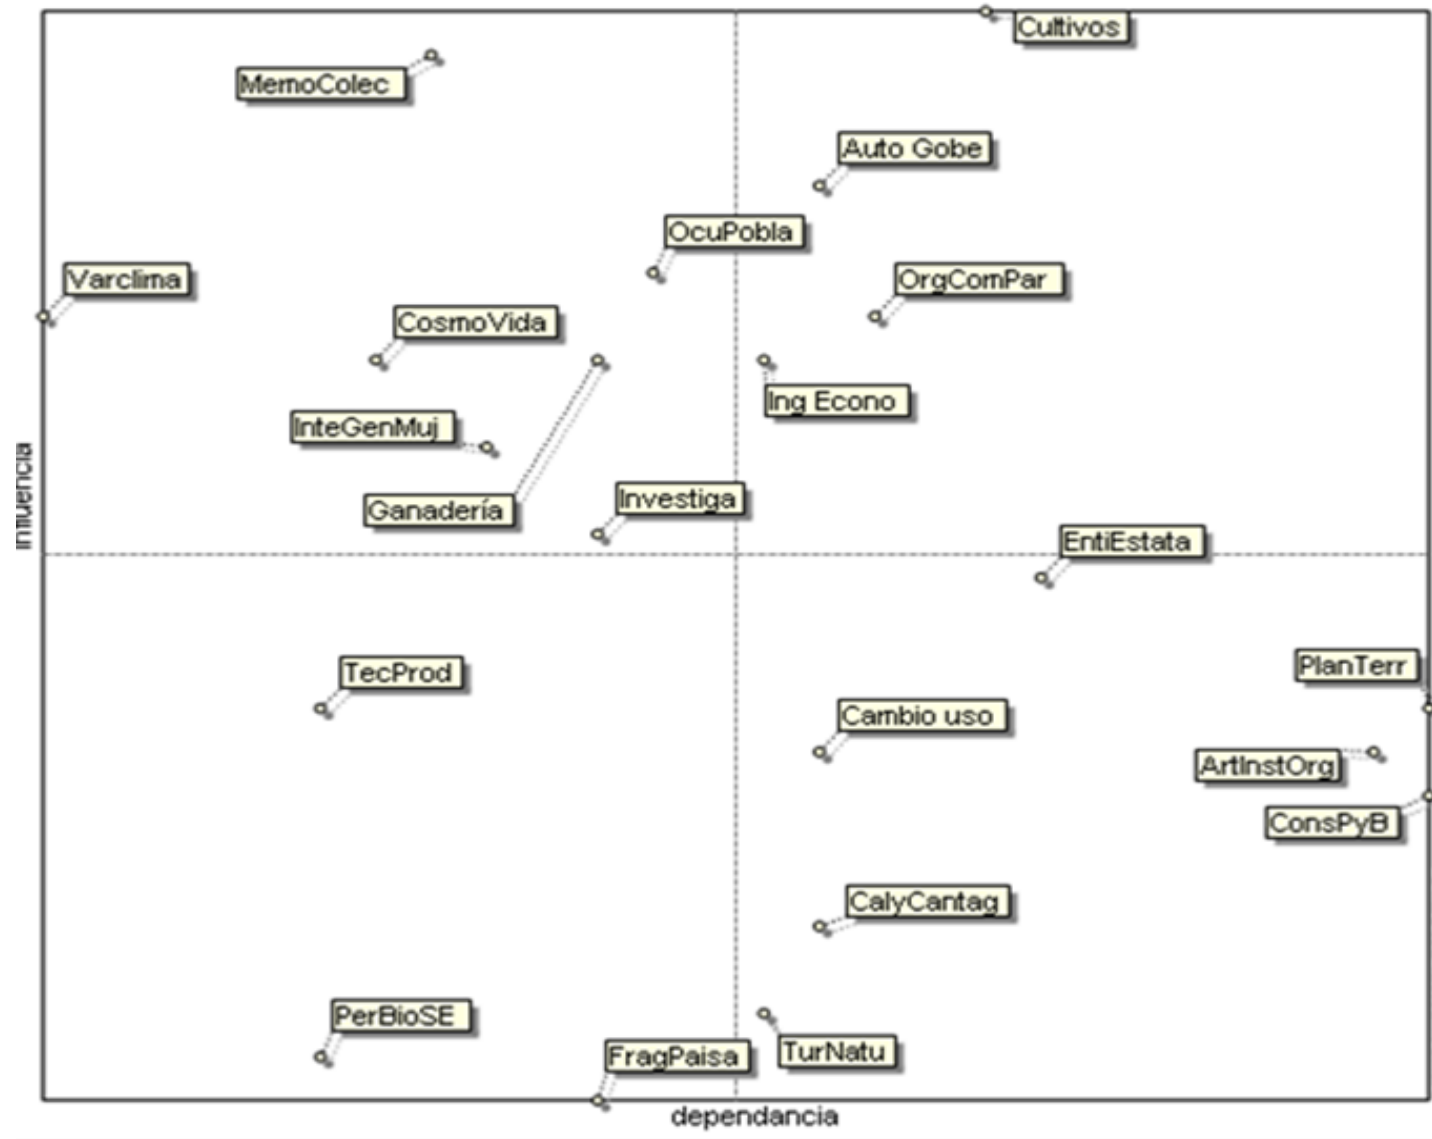 Cultivos
MemoColec
Auto Gobe
OcuPobla
Varclima
OrgComPar
CosmoVida
Ing Econo
InteGenMuj
Investiga
Ganadería
influencia
EntiEstata
PlanTerr
TecProd
Cambio uso
ArtInstOrg
ConsPyB
CalyCantag
PerBioSE
TurNatu
FragPaisa
dependancia